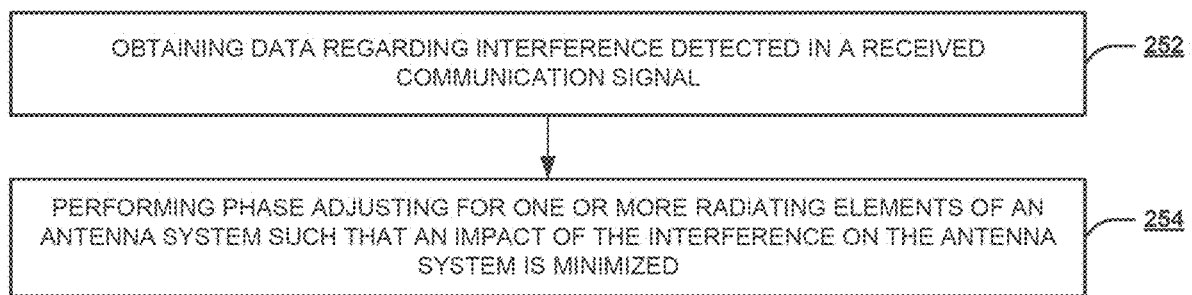 OBTAINING DATA REGARDING INTERFERENCE DETECTED IN A RECEIVED
COMMUNICATION SIGNAL
252
PERFORMING PHASE ADJUSTING FOR ONE OR MORE RADIATING ELEMENTS OF AN
ANTENNA SYSTEM SUCH THAT AN IMPACT OF THE INTERFERENCE ON THE ANTENNA
SYSTEM IS MINIMIZED
254